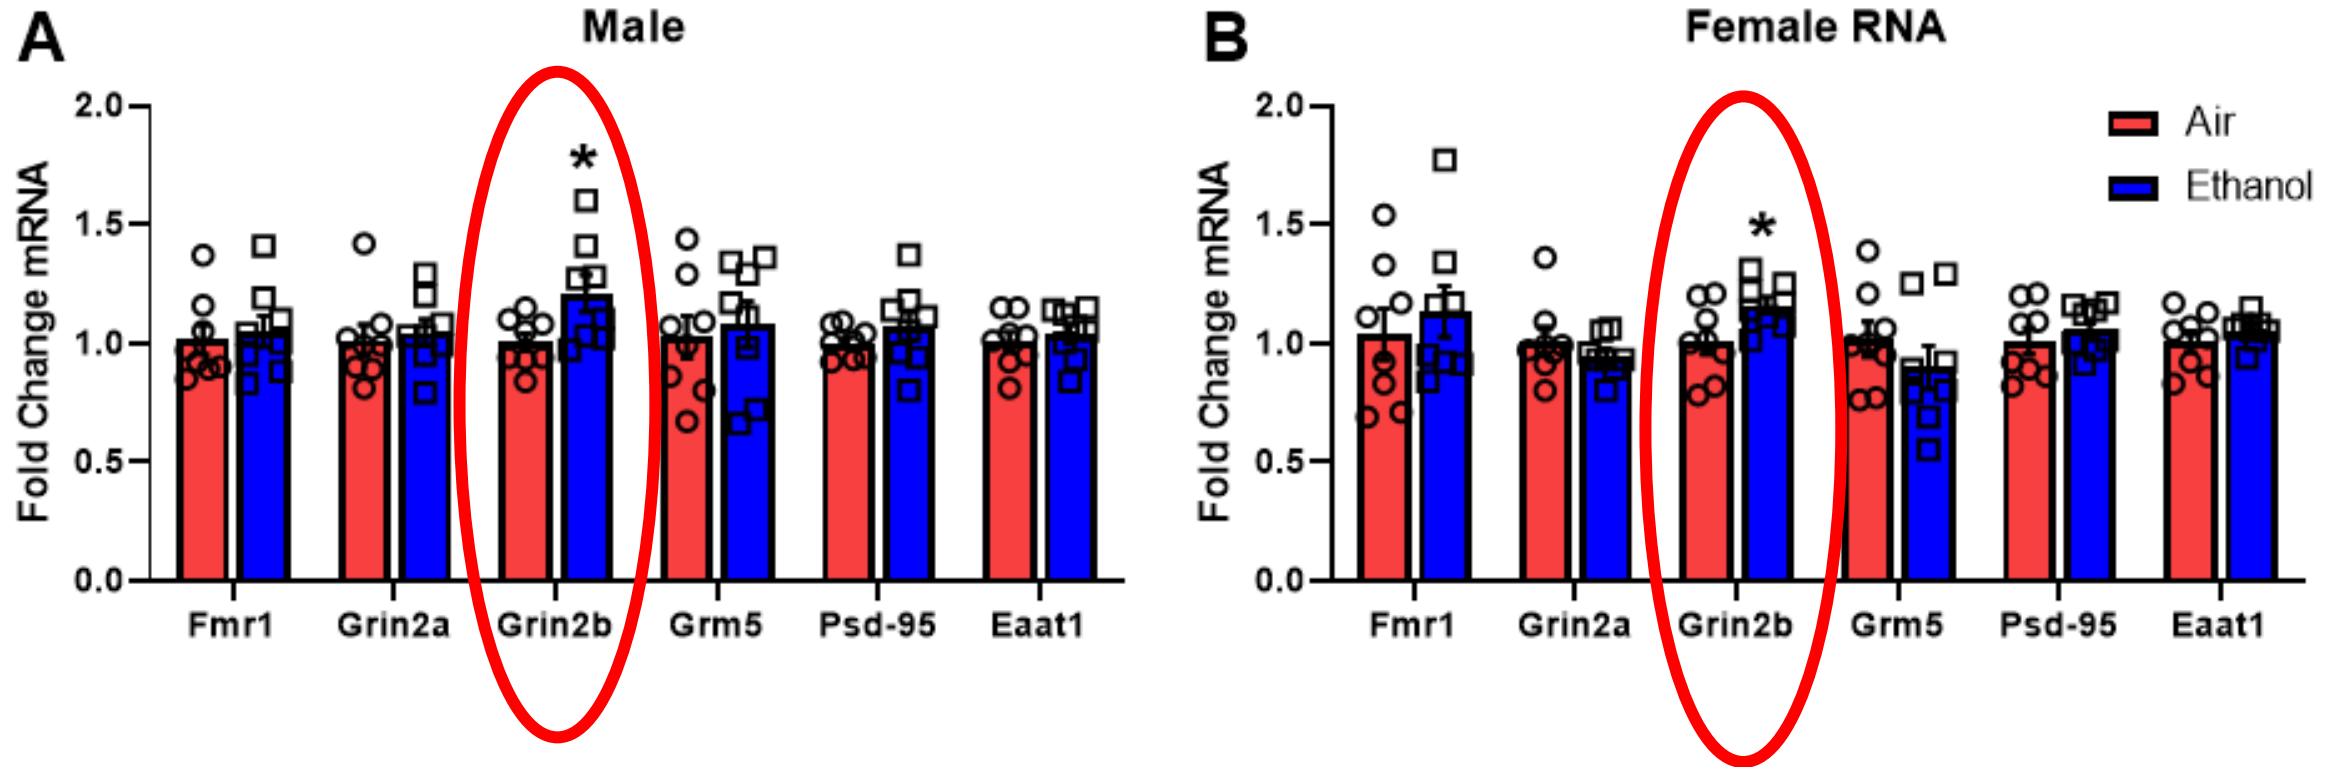 A
Male
Fold Change mRNA
2.0
1.5
1.0
0.5
0.0
*
Fmr1 Grin2a Grin2b Grm5 Psd-95 Eaat1
B
Female RNA
Fold Change mRNA
2.0
1.5
1.0
0.5
0.0
*
Air
Ethanol
Fmr1 Grin2a Grin2b Grm5 Psd-95 Eaat1